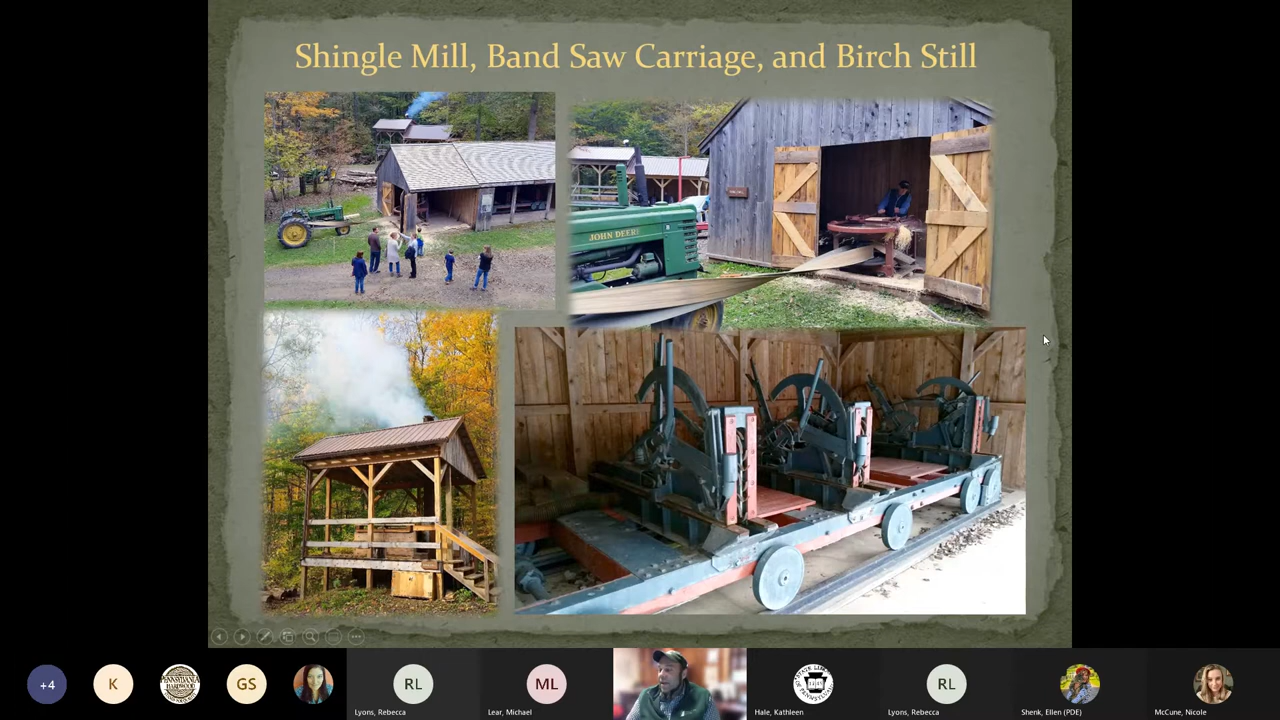 Shingle Mill, Band Saw Carriage, and Birch Still
JOHN DEERE
+4
K
PENNSYLVANIA
GS
RL
ML
RL
Lyons, Rebecca
Lear, Michael
Hale, Kathleen
Lyons, Rebecca
Shenk, Ellen (PDE)
McCune, Nicole